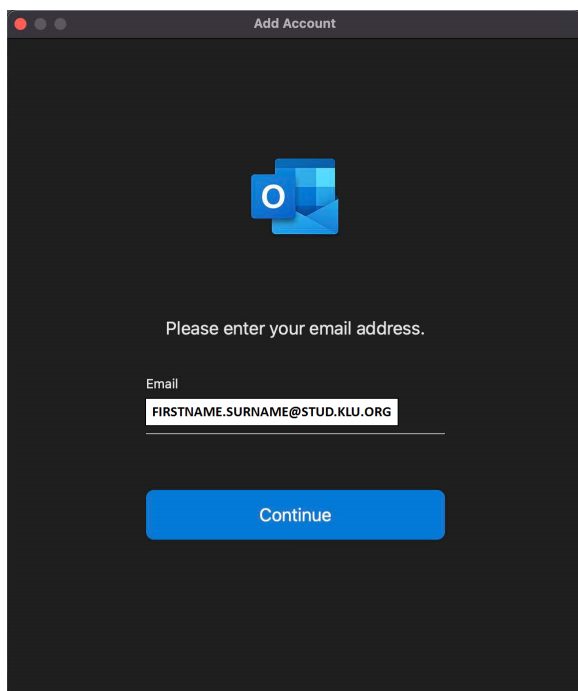 Add Account
O
Please enter your email address.
Email
FIRSTNAME.SURNAME@STUD.KLU.ORG
Continue